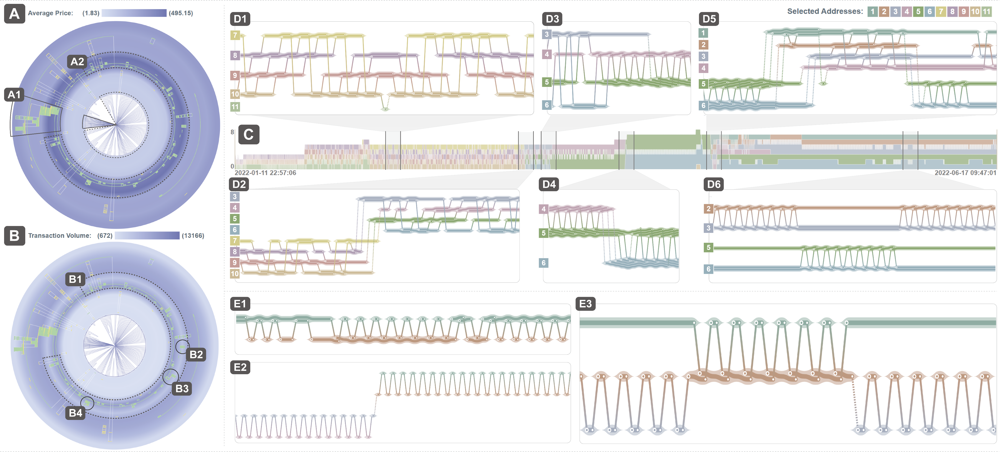 A
Average Price: (1.83) (495.15)
A2
A1
B
Transaction Volume: (672) (13166)
B1
B2
B3
B4
Selected Addresses: 1 2 3 4 5 6 7 8 9 10 11
D1
7
8
9
10
11
D3
3
4
5
6
D5
1
2
3
4
5
6
C
8
0
2022-01-11 22:57:06
2022-06-17 09:47:01
D2
3
4
5
6
7
8
9
10
D4
4
5
6
D6
2
3
5
6
E1
E2
E3